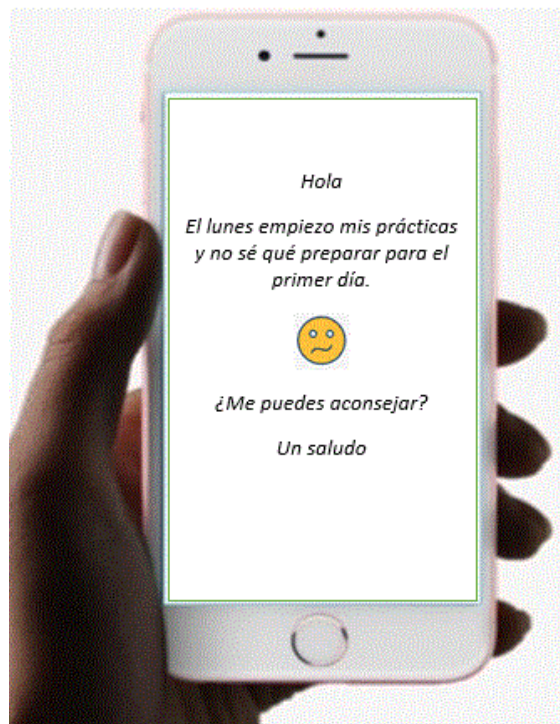 Hola
El lunes empiezo mis prácticas
y no sé qué preparar para el
primer día.
¿Me puedes aconsejar?
Un saludo